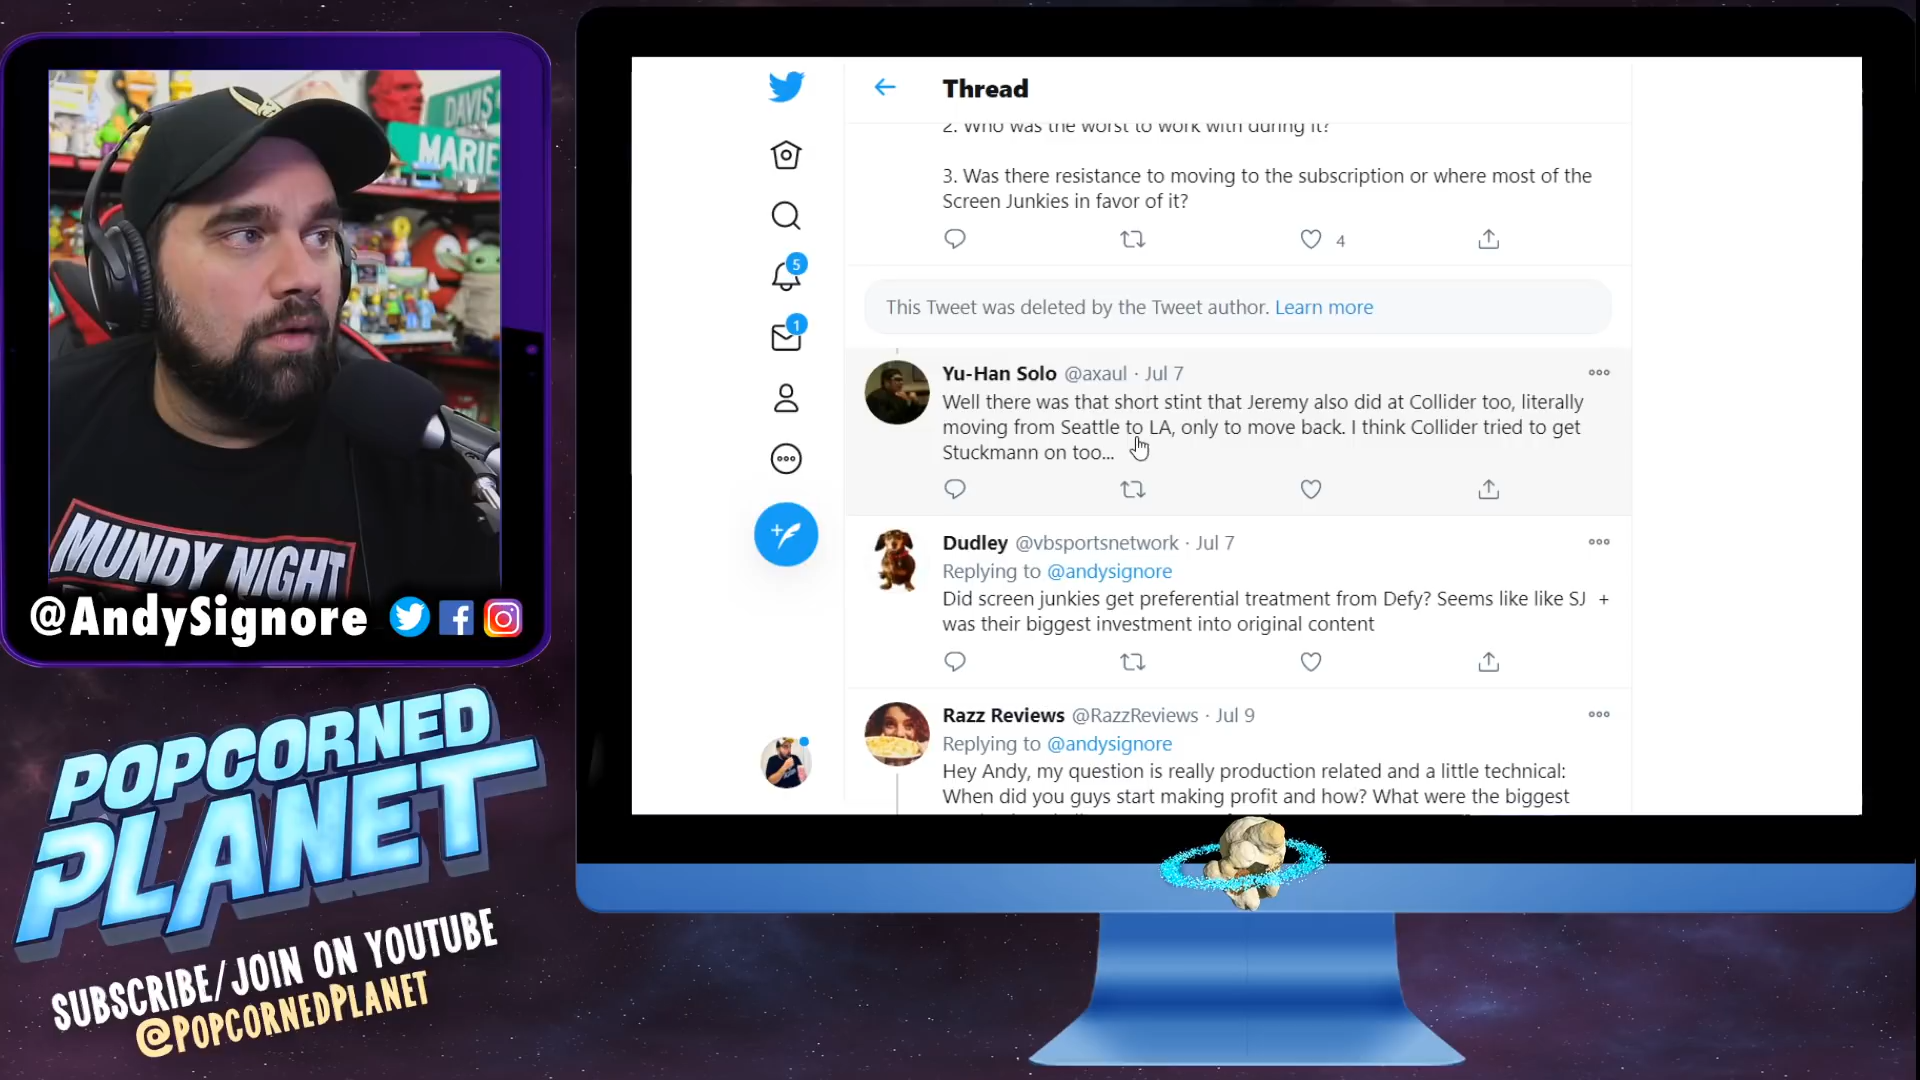 DAVIS
MARIE
MUNDY NIGHT
@AndySignore
POPCORNED
PLANET
SUBSCRIBE/JOIN ON YOUTUBE
@POPCORNEDPLANET
Thread
2. Who was the worst to work with during it?
3. Was there resistance to moving to the subscription or where most of the
Screen Junkies in favor of it?
4
This Tweet was deleted by the Tweet author. Learn more
5
1
Yu-Han Solo @axaul · Jul 7
Well there was that short stint that Jeremy also did at Collider too, literally
moving from Seattle to LA, only to move back. I think Collider tried to get
Stuckmann on too...
Dudley @vbsportsnetwork · Jul 7
Replying to @andysignore
Did screen junkies get preferential treatment from Defy? Seems like like SJ +
was their biggest investment into original content
Razz Reviews @RazzReviews · Jul 9
Replying to @andysignore
Hey Andy, my question is really production related and a little technical:
When did you guys start making profit and how? What were the biggest